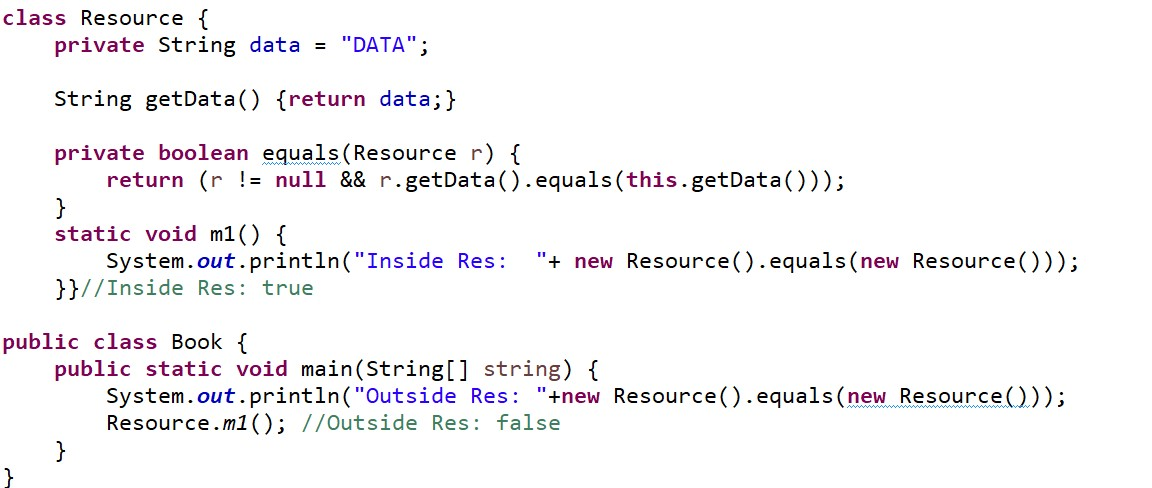 class Resource {
    private String data = "DATA";

    String getData() {return data;}

    private boolean equals(Resource r) {
        return (r != null && r.getData().equals(this.getData()));
    }
    static void m1() {
        System.out.println("Inside Res:  "+ new Resource().equals(new Resource()));
    }}//Inside Res: true

public class Book {
    public static void main(String[] string) {
        System.out.println("Outside Res: "+new Resource().equals(new Resource()));
        Resource.m1(); //Outside Res: false
    }
}